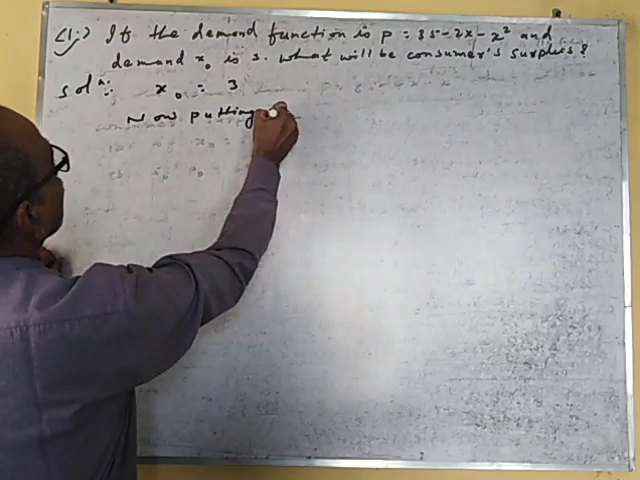 (1:) If the demand function is p = 35-2x-x² and
demand x₀ is 3. what will be consumer's surplus?
solⁿ: x₀ = 3
Now putting